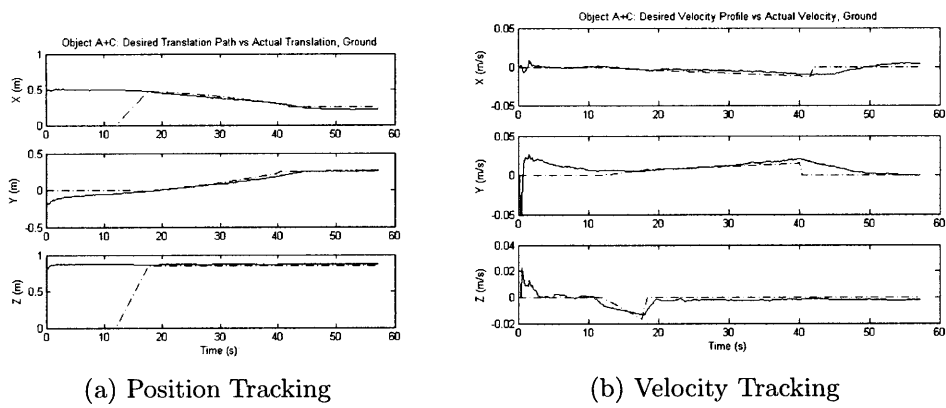 Object A+C: Desired Translation Path vs Actual Translation, Ground
1
0.5
0
X (m)
0 10 20 30 40 50 60
0.5
0
-0.5
Y (m)
0 10 20 30 40 50 60
1
0.5
0
Z (m)
0 10 20 30 40 50 60
Time (s)
(a) Position Tracking
Object A+C: Desired Velocity Profile vs Actual Velocity, Ground
0.05
0
-0.05
X (m/s)
0 10 20 30 40 50 60
0.05
0
-0.05
Y (m/s)
0 10 20 30 40 50 60
0.04
0.02
0
-0.02
Z (m/s)
0 10 20 30 40 50 60
Time (s)
(b) Velocity Tracking